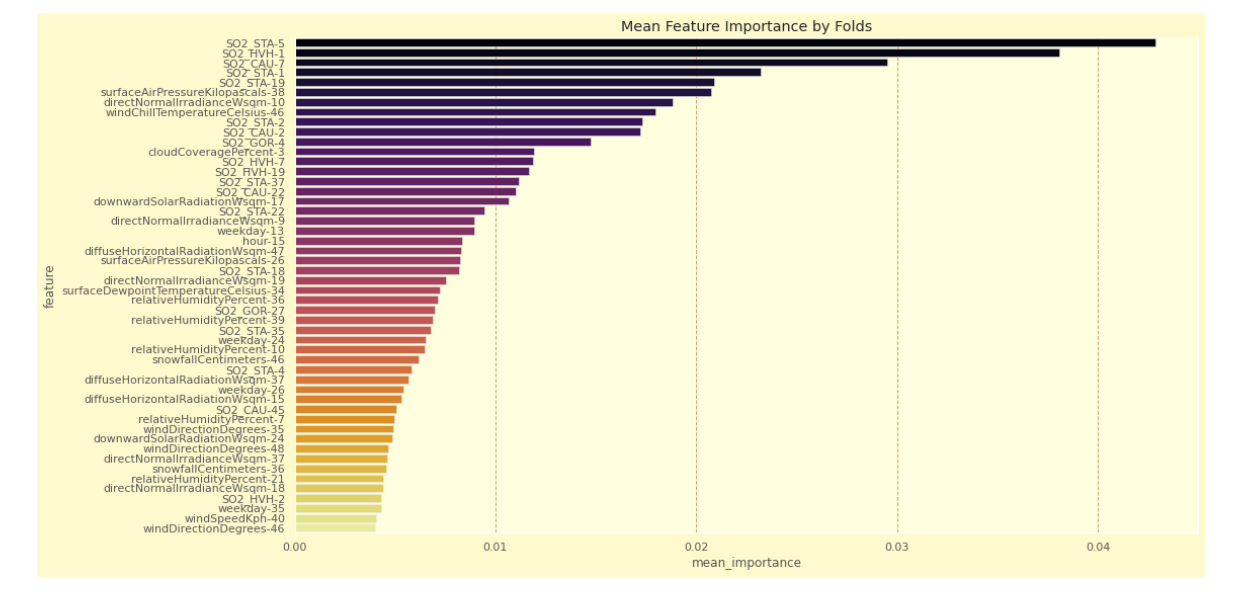 Mean Feature Importance by Folds
SO2_STA-5
SO2_HVH-1
SO2_CAU-7
SO2_STA-1
SO2_STA-19
surfaceAirPressureKilopascals-38
directNormalIrradianceWsqm-10
windChillTemperatureCelsius-46
SO2_STA-2
SO2_CAU-2
SO2_GOR-4
cloudCoveragePercent-3
SO2_HVH-7
SO2_HVH-19
SO2_STA-37
SO2_CAU-22
downwardSolarRadiationWsqm-17
SO2_STA-22
directNormalIrradianceWsqm-9
weekday-13
hour-15
diffuseHorizontalRadiationWsqm-47
surfaceAirPressureKilopascals-26
SO2_STA-18
directNormalIrradianceWsqm-19
surfaceDewpointTemperatureCelsius-34
relativeHumidityPercent-36
SO2_GOR-27
relativeHumidityPercent-39
SO2_STA-35
weekday-24
relativeHumidityPercent-10
snowfallCentimeters-46
SO2_STA-4
diffuseHorizontalRadiationWsqm-37
weekday-26
diffuseHorizontalRadiationWsqm-15
SO2_CAU-45
relativeHumidityPercent-7
windDirectionDegrees-35
downwardSolarRadiationWsqm-24
windDirectionDegrees-48
directNormalIrradianceWsqm-37
snowfallCentimeters-36
relativeHumidityPercent-21
directNormalIrradianceWsqm-18
SO2_HVH-2
weekday-35
windSpeedKph-40
windDirectionDegrees-46
feature
0.00 0.01 0.02 0.03 0.04
mean_importance